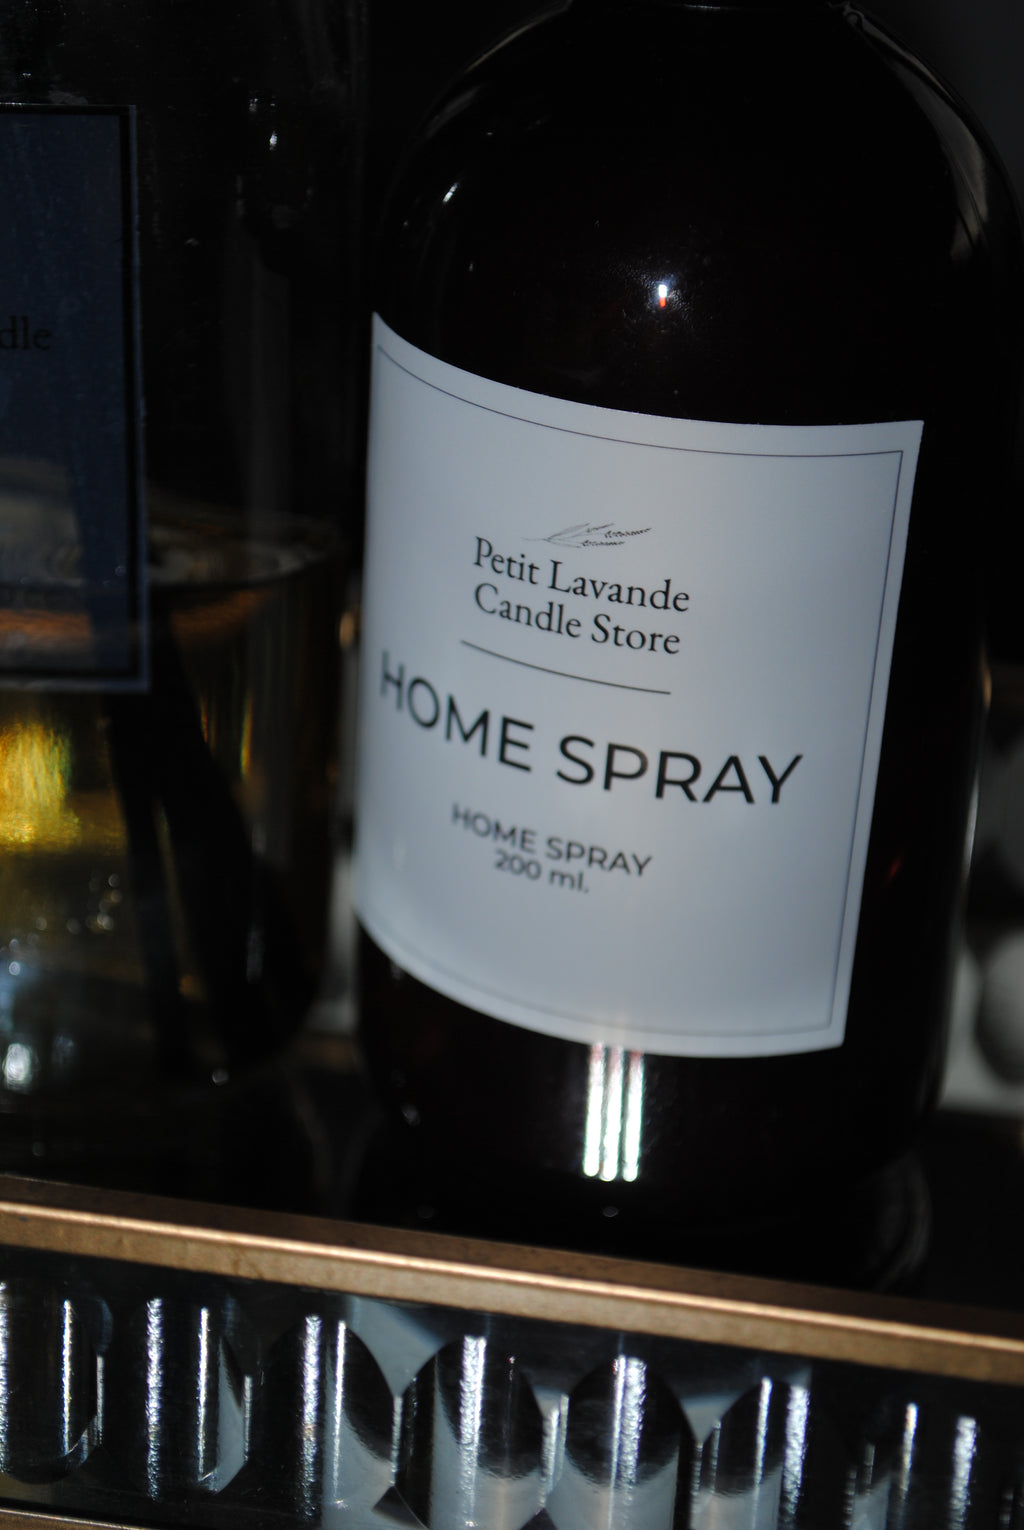 Petit Lavande
Candle Store
HOME SPRAY
HOME SPRAY
200 ml.